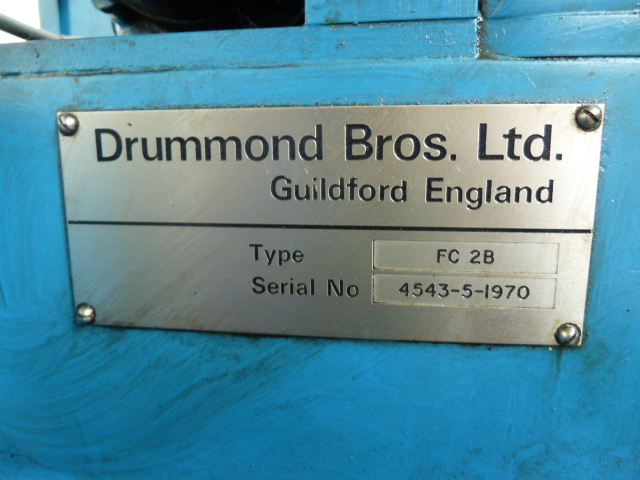 Drummond Bros. Ltd.
Guildford England
Type FC 2B
Serial No 4543-5-1970